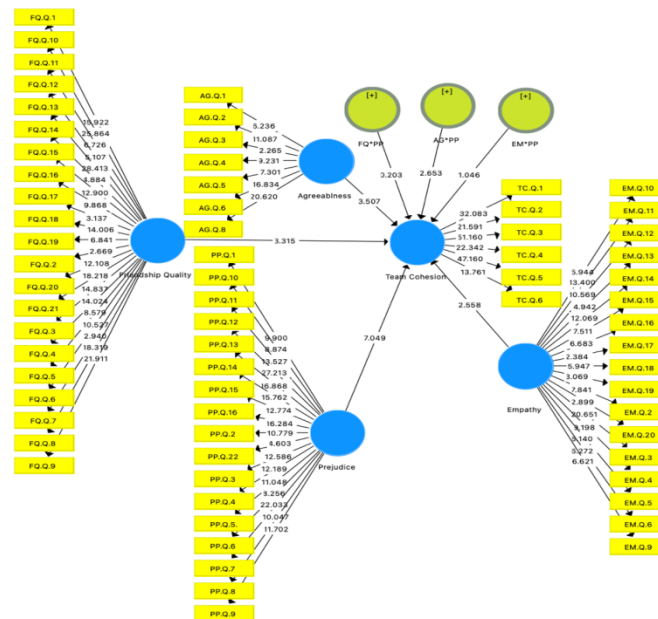 FQ.Q.1
FQ.Q.10
FQ.Q.11
FQ.Q.12
FQ.Q.13
FQ.Q.14
FQ.Q.15
FQ.Q.16
FQ.Q.17
FQ.Q.18
FQ.Q.19
FQ.Q.2
FQ.Q.20
FQ.Q.21
FQ.Q.3
FQ.Q.4
FQ.Q.5
FQ.Q.6
FQ.Q.7
FQ.Q.8
FQ.Q.9
25.864
28.413
12.900
9.868
3.137
14.006
6.841
2.669
12.108
18.218
14.837
14.024
8.579
10.527
2.940
18.319
21.911
Friendship Quality
3.315
AG.Q.1
AG.Q.2
AG.Q.3
AG.Q.4
AG.Q.5
AG.Q.6
AG.Q.8
11.087
2.265
7.301
16.834
20.620
Agreeablness
3.507
[+]
FQ*PP
[+]
AG*PP
[+]
EM*PP
2.653
1.046
Team Cohesion
TC.Q.1
TC.Q.2
TC.Q.3
TC.Q.4
TC.Q.5
TC.Q.6
32.083
21.591
51.160
22.342
47.160
13.761
PP.Q.1
PP.Q.10
PP.Q.11
PP.Q.12
PP.Q.13
PP.Q.14
PP.Q.15
PP.Q.16
PP.Q.2
PP.Q.22
PP.Q.3
PP.Q.4
PP.Q.5.
PP.Q.6
PP.Q.7
PP.Q.8
PP.Q.9
9.900
8.874
13.527
27.213
16.868
15.762
12.774
16.284
10.779
4.603
12.586
12.189
11.048
22.033
10.047
11.702
Prejudice
7.049
EM.Q.10
EM.Q.11
EM.Q.12
EM.Q.13
EM.Q.14
EM.Q.15
EM.Q.16
EM.Q.17
EM.Q.18
EM.Q.19
EM.Q.2
EM.Q.20
EM.Q.3
EM.Q.4
EM.Q.5
EM.Q.6
EM.Q.9
5.944
13.400
10.569
4.942
12.069
7.511
6.683
2.384
5.947
7.841
2.899
20.651
6.621
Empathy
2.558